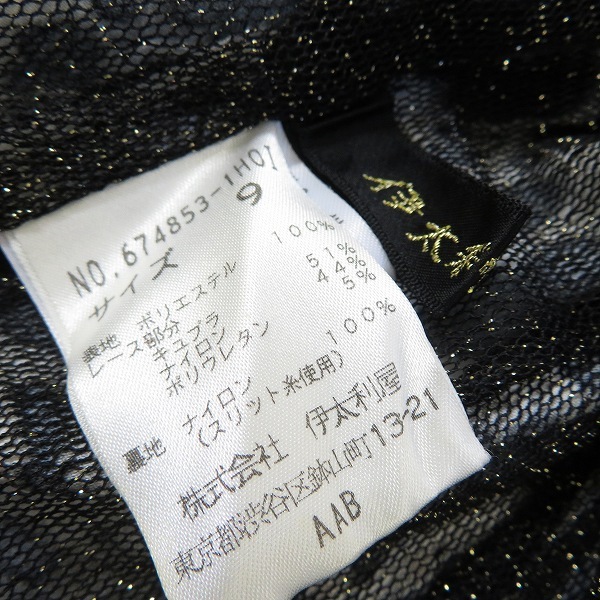 NO.674853-1H01
サイズ 9
表地 ポリエステル 100%
レース部分
キュプラ 51%
ナイロン 44%
ポリウレタン 5%
裏地 ナイロン 100%
(スリット糸使用)
株式会社 伊太利屋
東京都渋谷区鉢山町13-21
AAB
伊太利